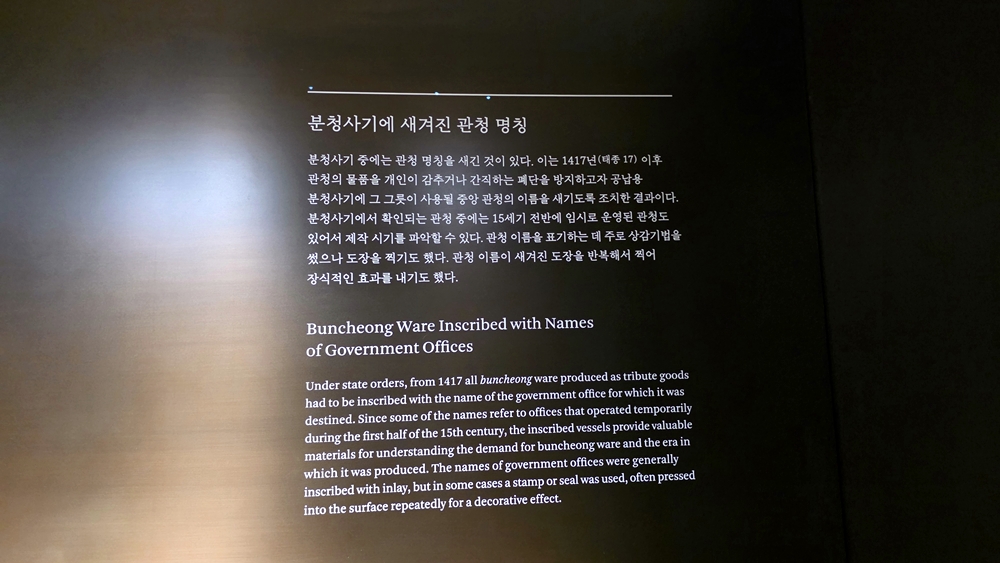 분청사기에 새겨진 관청 명칭
분청사기 중에는 관청 명칭을 새긴 것이 있다. 이는 1417년(태종 17) 이후
관청의 물품을 개인이 감추거나 간직하는 폐단을 방지하고자 공납용
분청사기에 그 그릇이 사용될 중앙 관청의 이름을 새기도록 조치한 결과이다.
분청사기에서 확인되는 관청 중에는 15세기 전반에 임시로 운영된 관청도
있어서 제작 시기를 파악할 수 있다. 관청 이름을 표기하는 데 주로 상감기법을
썼으나 도장을 찍기도 했다. 관청 이름이 새겨진 도장을 반복해서 찍어
장식적인 효과를 내기도 했다.
Buncheong Ware Inscribed with Names
of Government Offices
Under state orders, from 1417 all buncheong ware produced as tribute goods
had to be inscribed with the name of the government office for which it was
destined. Since some of the names refer to offices that operated temporarily
during the first half of the 15th century, the inscribed vessels provide valuable
materials for understanding the demand for buncheong ware and the era in
which it was produced. The names of government offices were generally
inscribed with inlay, but in some cases a stamp or seal was used, often pressed
into the surface repeatedly for a decorative effect.